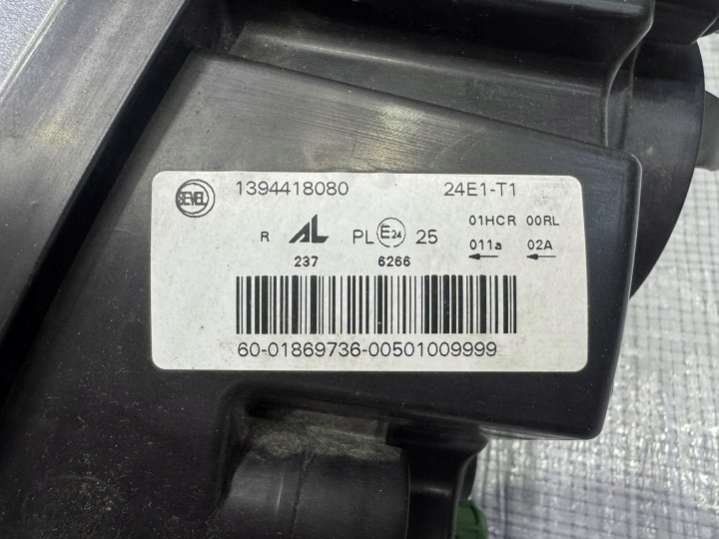 SEVEL 1394418080 24E1-T1
R AL PL E24 25 01HCR 00RL
237 6266 011a 02A
60-01869736-00501009999